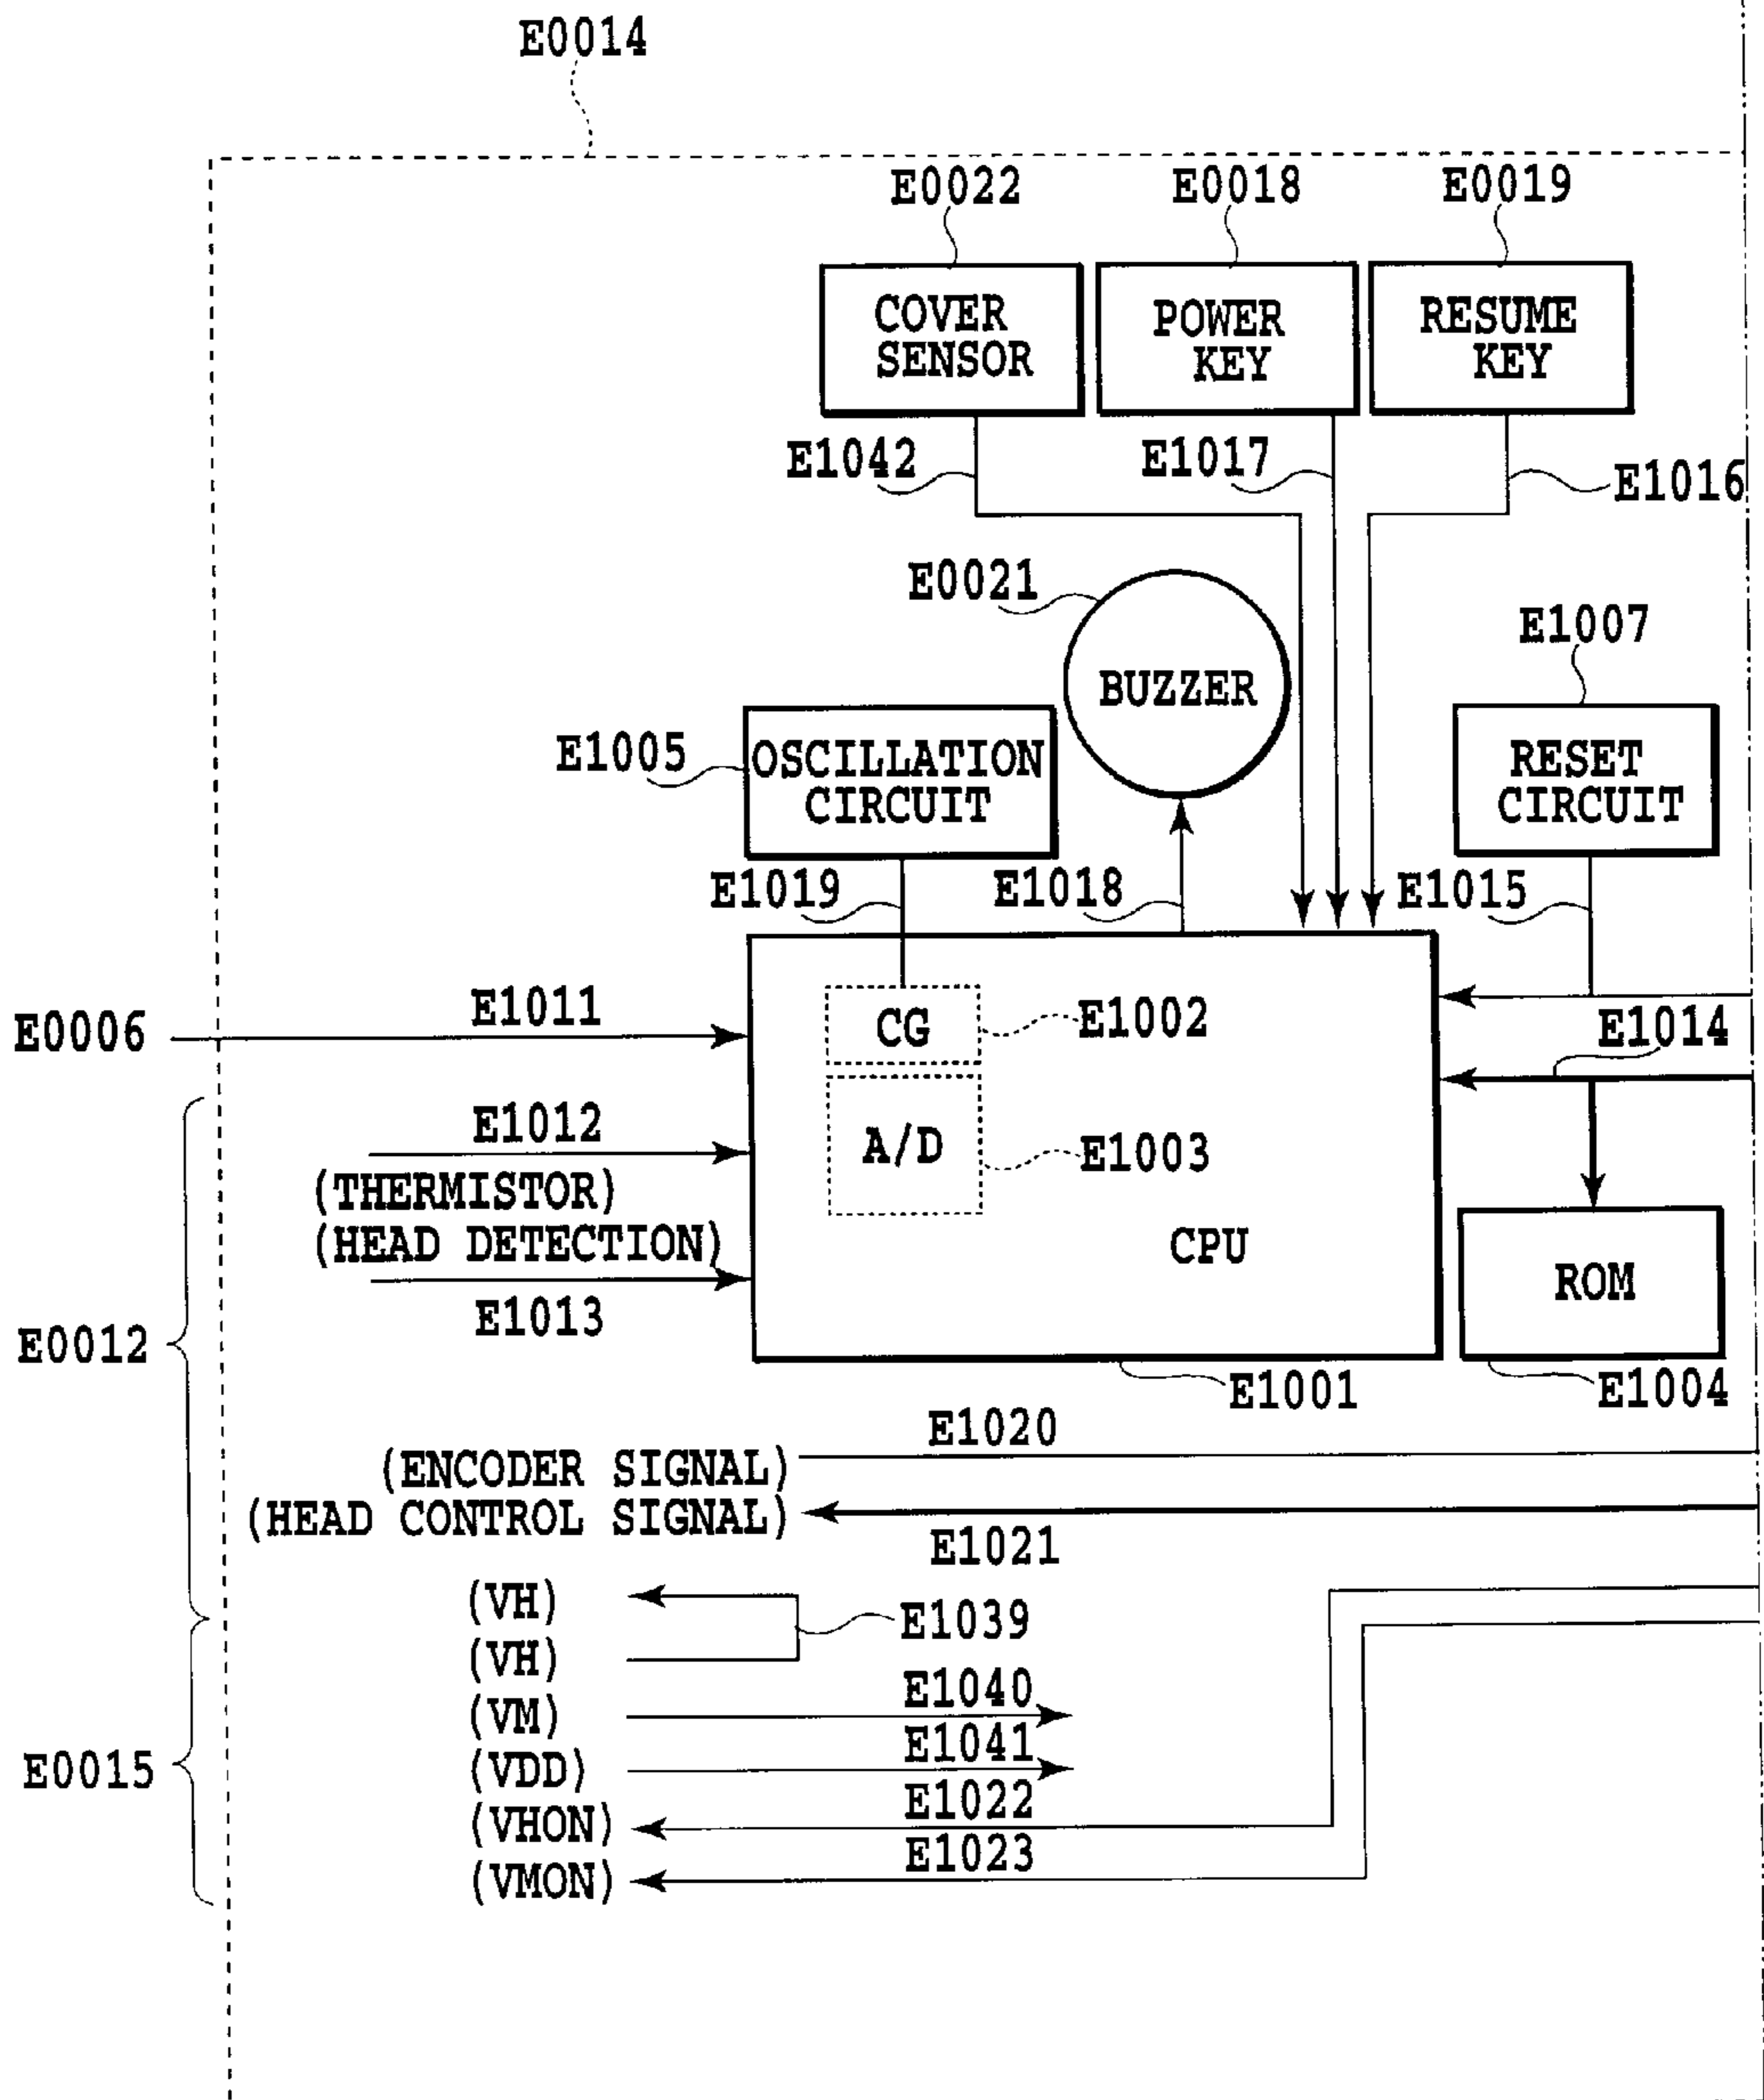 E0014
E0022
E0018
E0019
COVER
SENSOR
POWER
KEY
RESUME
KEY
E1042
E1017
E1016
E0021
BUZZER
E1007
E1005
OSCILLATION
CIRCUIT
RESET
CIRCUIT
E1019
E1018
E1015
E0006
E1011
CG
E1002
E1014
E1012
(THERMISTOR)
(HEAD DETECTION)
E1013
A/D
E1003
CPU
ROM
E0012
E1001
E1004
E1020
(ENCODER SIGNAL)
(HEAD CONTROL SIGNAL)
E1021
(VH)
E1039
(VH)
E1040
(VM)
E1041
(VDD)
E0015
E1022
(VHON)
E1023
(VMON)